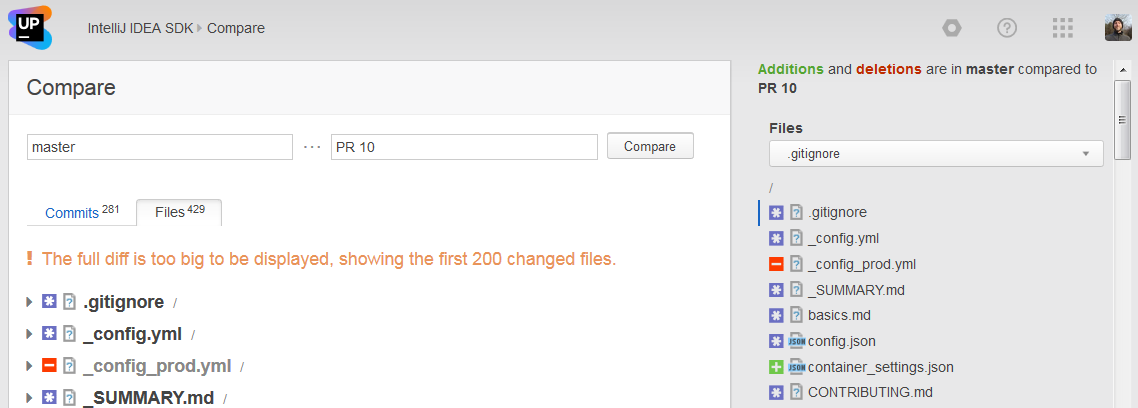 UP
IntelliJ IDEA SDK Compare
?
Compare
master ... PR 10 Compare
Commits 281 Files 429
! The full diff is too big to be displayed, showing the first 200 changed files.
* ? .gitignore /
* ? _config.yml /
? _config_prod.yml /
* ? _SUMMARY.md /
Additions and deletions are in master compared to
PR 10
Files
.gitignore
/
* ? .gitignore
* ? _config.yml
? _config_prod.yml
* ? _SUMMARY.md
* ? basics.md
* JSON config.json
+ JSON container_settings.json
* ? CONTRIBUTING.md